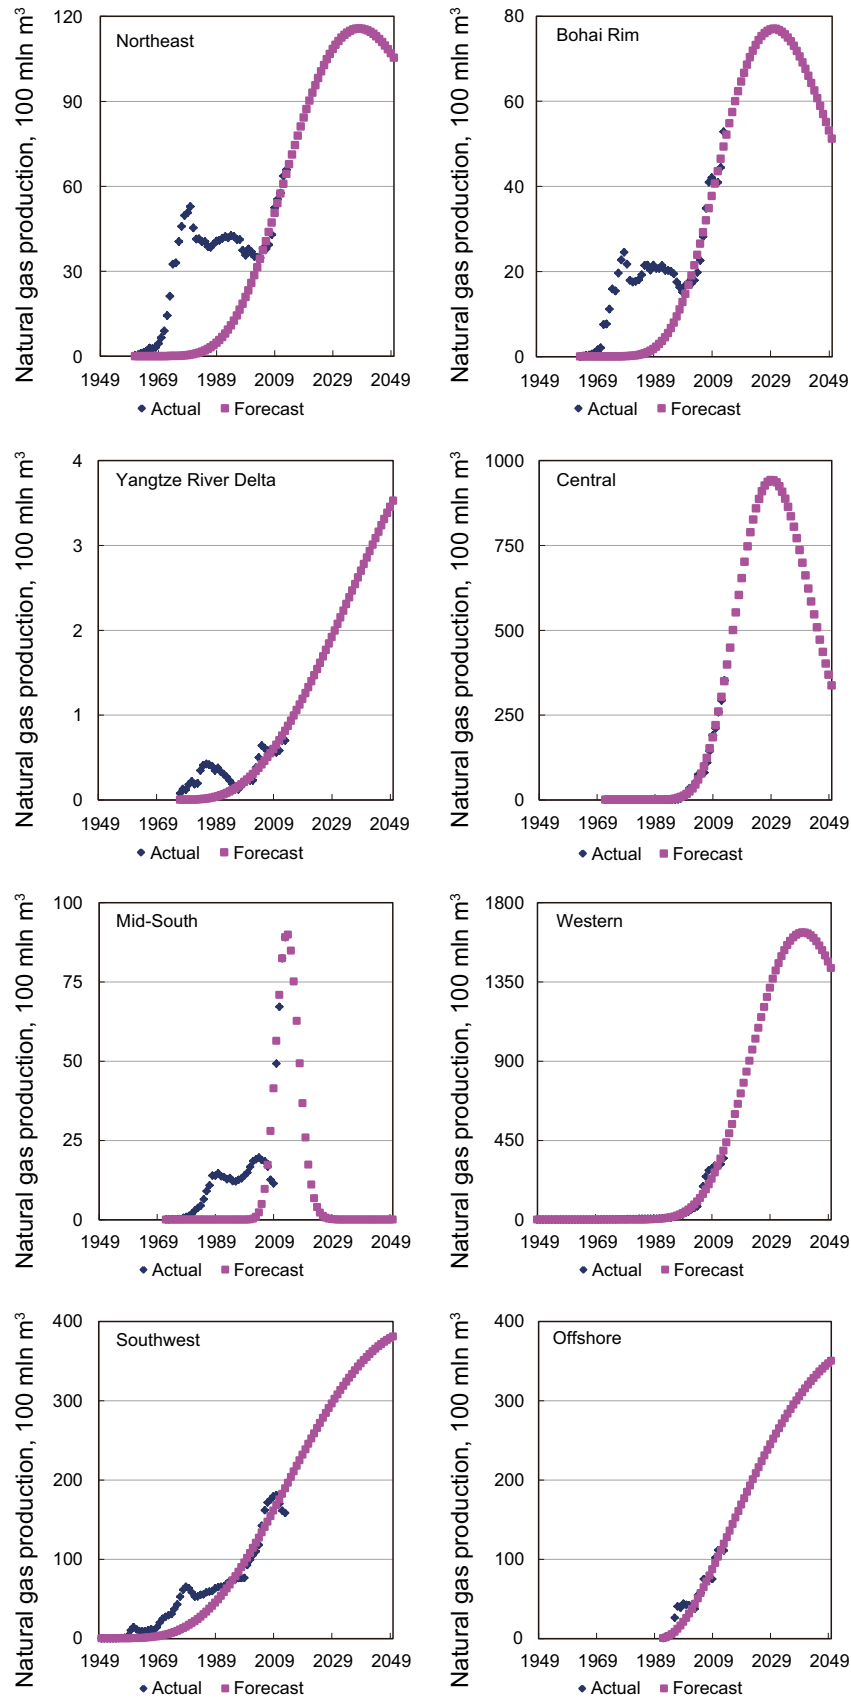 Natural gas production, 100 mln m³
120
90
60
30
0
Northeast
1949 1969 1989 2009 2029 2049
Actual Forecast
Natural gas production, 100 mln m³
80
60
40
20
0
Bohai Rim
1949 1969 1989 2009 2029 2049
Actual Forecast
Natural gas production, 100 mln m³
4
3
2
1
0
Yangtze River Delta
1949 1969 1989 2009 2029 2049
Actual Forecast
Natural gas production, 100 mln m³
1000
750
500
250
0
Central
1949 1969 1989 2009 2029 2049
Actual Forecast
Natural gas production, 100 mln m³
100
75
50
25
0
Mid-South
1949 1969 1989 2009 2029 2049
Actual Forecast
Natural gas production, 100 mln m³
1800
1350
900
450
0
Western
1949 1969 1989 2009 2029 2049
Actual Forecast
Natural gas production, 100 mln m³
400
300
200
100
0
Southwest
1949 1969 1989 2009 2029 2049
Actual Forecast
Natural gas production, 100 mln m³
400
300
200
100
0
Offshore
1949 1969 1989 2009 2029 2049
Actual Forecast